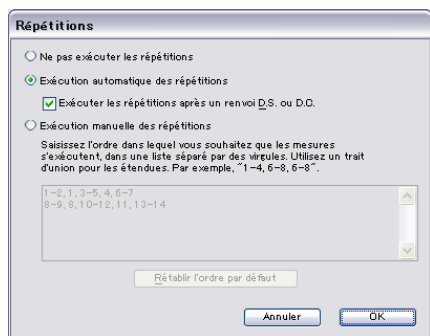 Répétitions
Ne pas exécuter les répétitions
Exécution automatique des répétitions
Exécuter les répétitions après un renvoi D.S. ou D.C.
Exécution manuelle des répétitions
Saisissez l'ordre dans lequel vous souhaitez que les mesures
s'exécutent, dans une liste séparé par des virgules. Utilisez un trait
d'union pour les étendues. Par exemple, "1-4, 6-8, 6-8".
1-2, 1, 3-5, 4, 6-7
8-9, 8, 10-12, 11, 13-14
Rétablir l'ordre par défaut
Annuler
OK